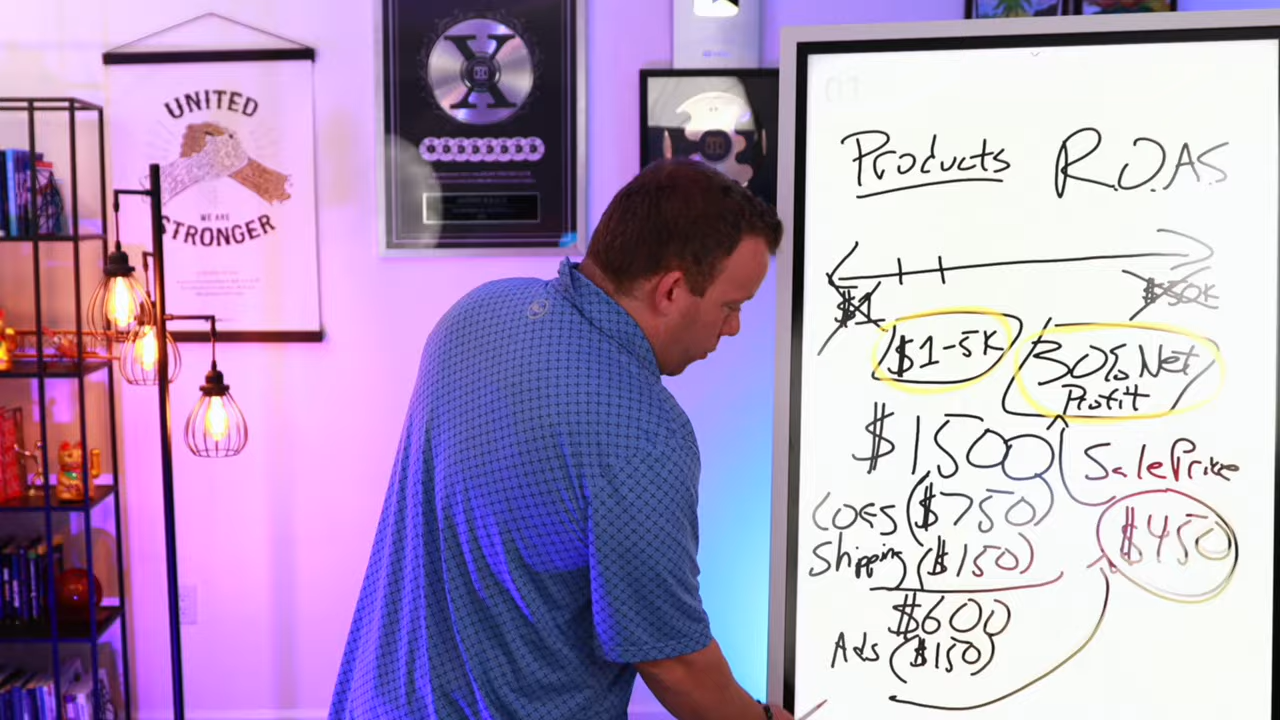 UNITED
WE ARE
STRONGER
X
Products R.O.A.S
$1
$50K
$1-5K
30% Net
Profit
$1500
Sale Price
COGS ($750)
$450
Shipping ($150)
$600
Ads ($150)